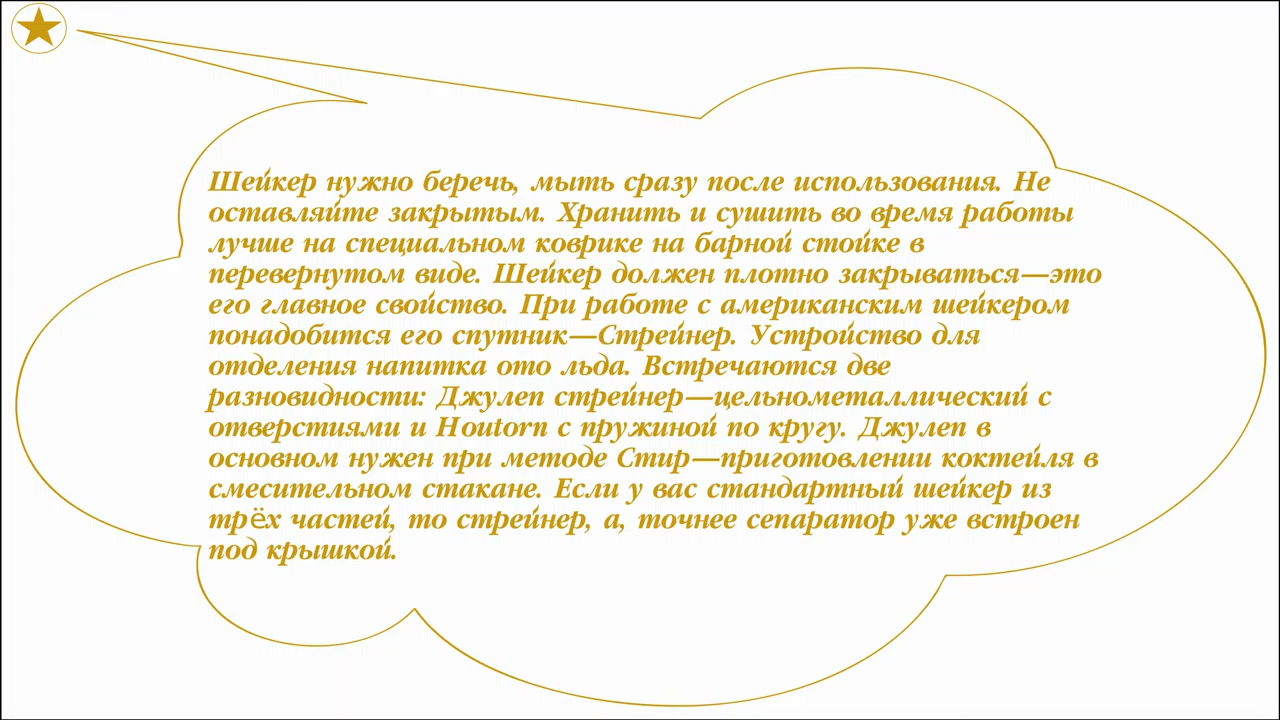 Шейкер нужно беречь, мыть сразу после использования. Не
оставляйте закрытым. Хранить и сушить во время работы
лучше на специальном коврике на барной стойке в
перевернутом виде. Шейкер должен плотно закрываться—это
его главное свойство. При работе с американским шейкером
понадобится его спутник—Стрейнер. Устройство для
отделения напитка ото льда. Встречаются две
разновидности: Джулеп стрейнер—цельнометаллический с
отверстиями и Houtorn с пружиной по кругу. Джулеп в
основном нужен при методе Стир—приготовлении коктейля в
смесительном стакане. Если у вас стандартный шейкер из
трёх частей, то стрейнер, а, точнее сепаратор уже встроен
под крышкой.